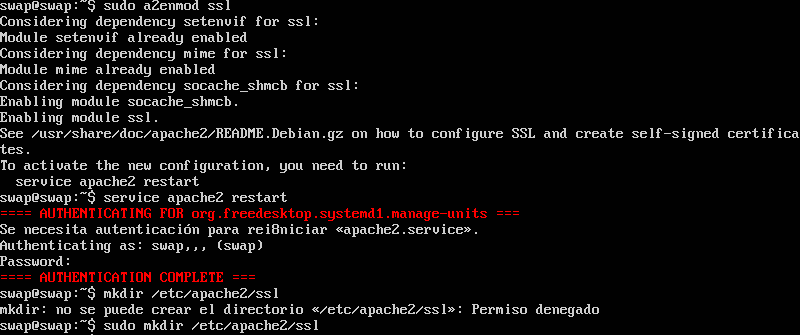 swap@swap:~$ sudo a2enmod ssl
Considering dependency setenvif for ssl:
Module setenvif already enabled
Considering dependency mime for ssl:
Module mime already enabled
Considering dependency socache_shmcb for ssl:
Enabling module socache_shmcb.
Enabling module ssl.
See /usr/share/doc/apache2/README.Debian.gz on how to configure SSL and create self-signed certifica
tes.
To activate the new configuration, you need to run:
  service apache2 restart
swap@swap:~$ service apache2 restart
==== AUTHENTICATING FOR org.freedesktop.systemd1.manage-units ===
Se necesita autenticación para rei8niciar «apache2.service».
Authenticating as: swap,,, (swap)
Password:
==== AUTHENTICATION COMPLETE ===
swap@swap:~$ mkdir /etc/apache2/ssl
mkdir: no se puede crear el directorio «/etc/apache2/ssl»: Permiso denegado
swap@swap:~$ sudo mkdir /etc/apache2/ssl